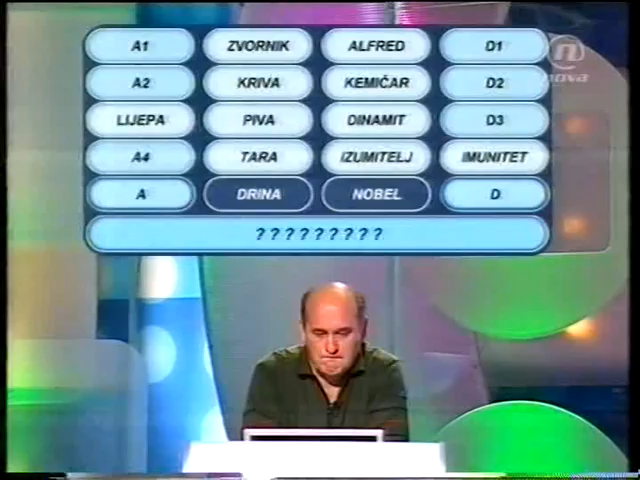 A1 ZVORNIK ALFRED D1
A2 KRIVA KEMIČAR D2
LIJEPA PIVA DINAMIT D3
A4 TARA IZUMITELJ IMUNITET
A DRINA NOBEL D
?????????
n
nova